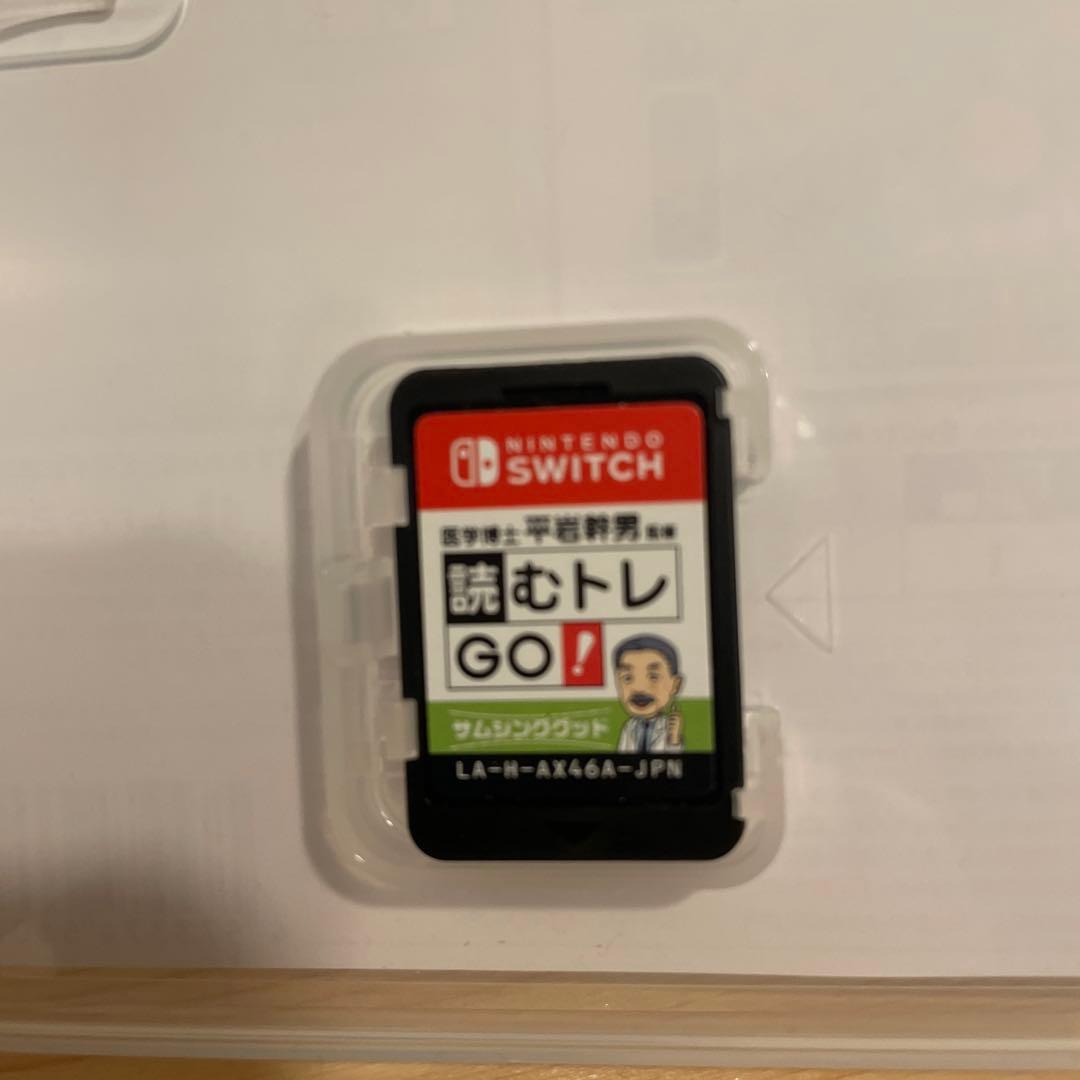 NINTENDO
SWITCH
医学博士 平岩幹男 監修
読むトレ
GO!
サムシンググッド
LA-H-AX46A-JPN